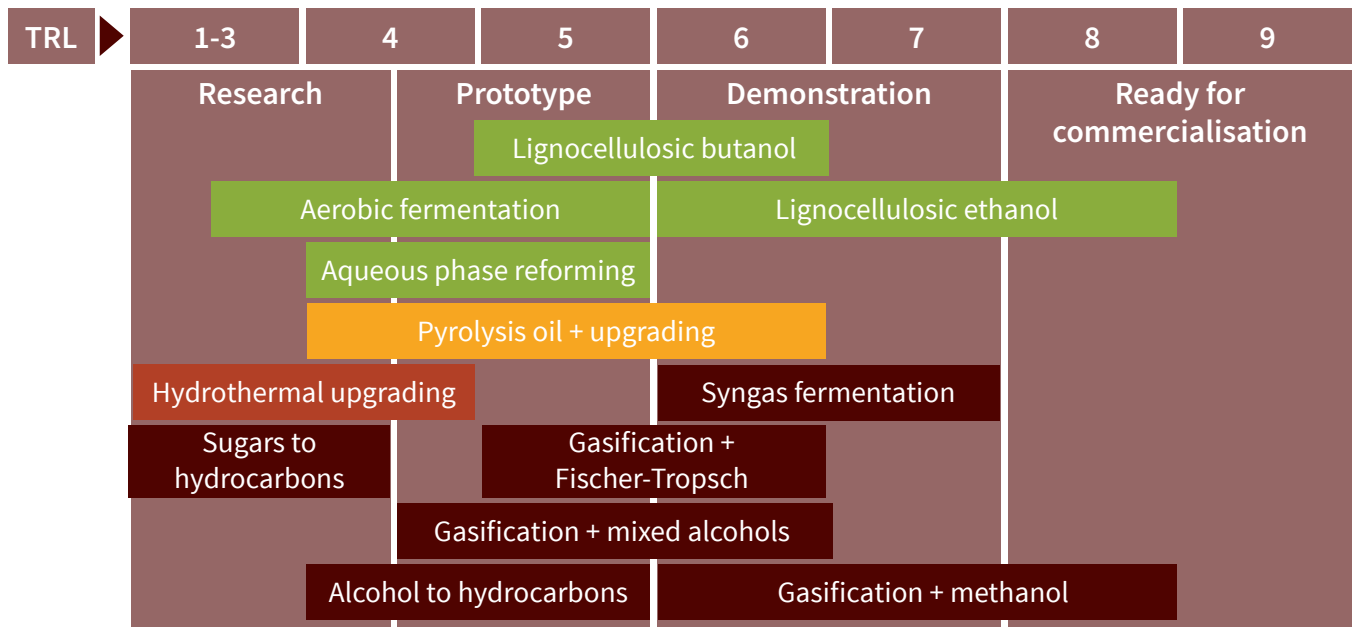 TRL 1-3 4 5 6 7 8 9
Research Prototype Demonstration Ready for
commercialisation
Lignocellulosic butanol
Aerobic fermentation Lignocellulosic ethanol
Aqueous phase reforming
Pyrolysis oil + upgrading
Hydrothermal upgrading Syngas fermentation
Sugars to
hydrocarbons
Gasification +
Fischer-Tropsch
Gasification + mixed alcohols
Alcohol to hydrocarbons Gasification + methanol